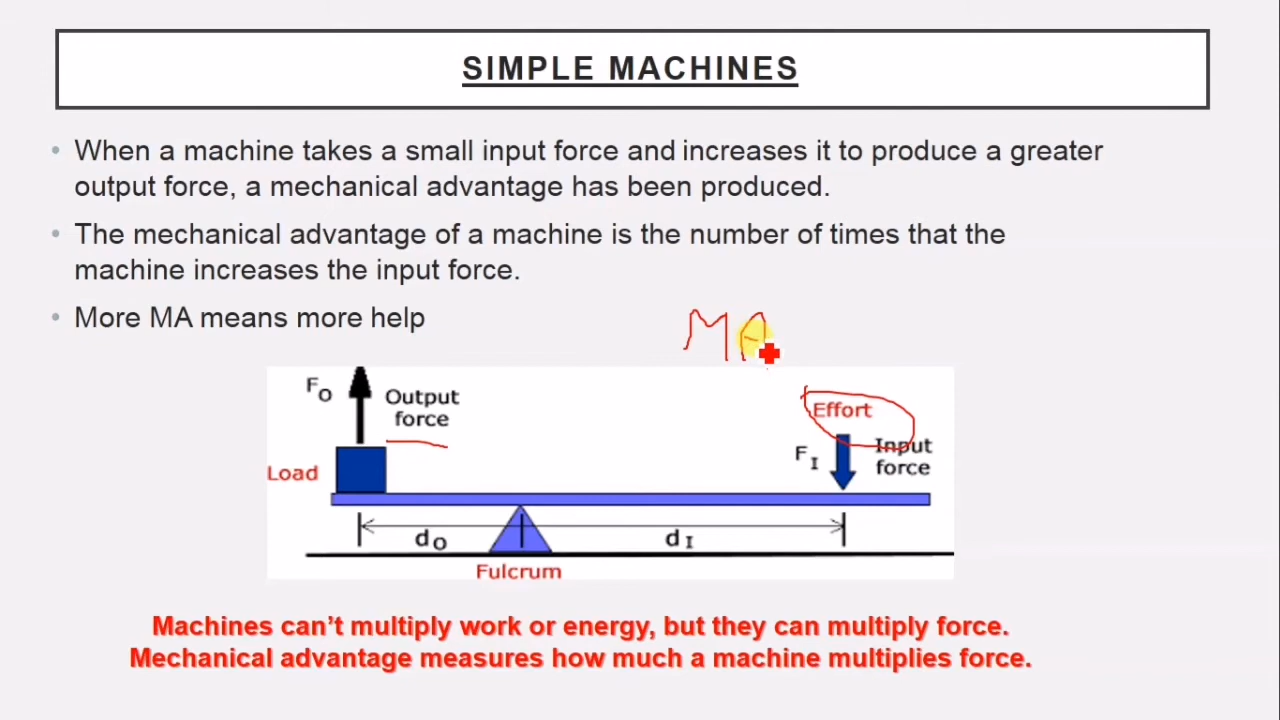 SIMPLE MACHINES
• When a machine takes a small input force and increases it to produce a greater
output force, a mechanical advantage has been produced.
• The mechanical advantage of a machine is the number of times that the
machine increases the input force.
• More MA means more help
MA
FO
Output
force
Effort
Load
FI
Input
force
dO
dI
Fulcrum
Machines can’t multiply work or energy, but they can multiply force.
Mechanical advantage measures how much a machine multiplies force.